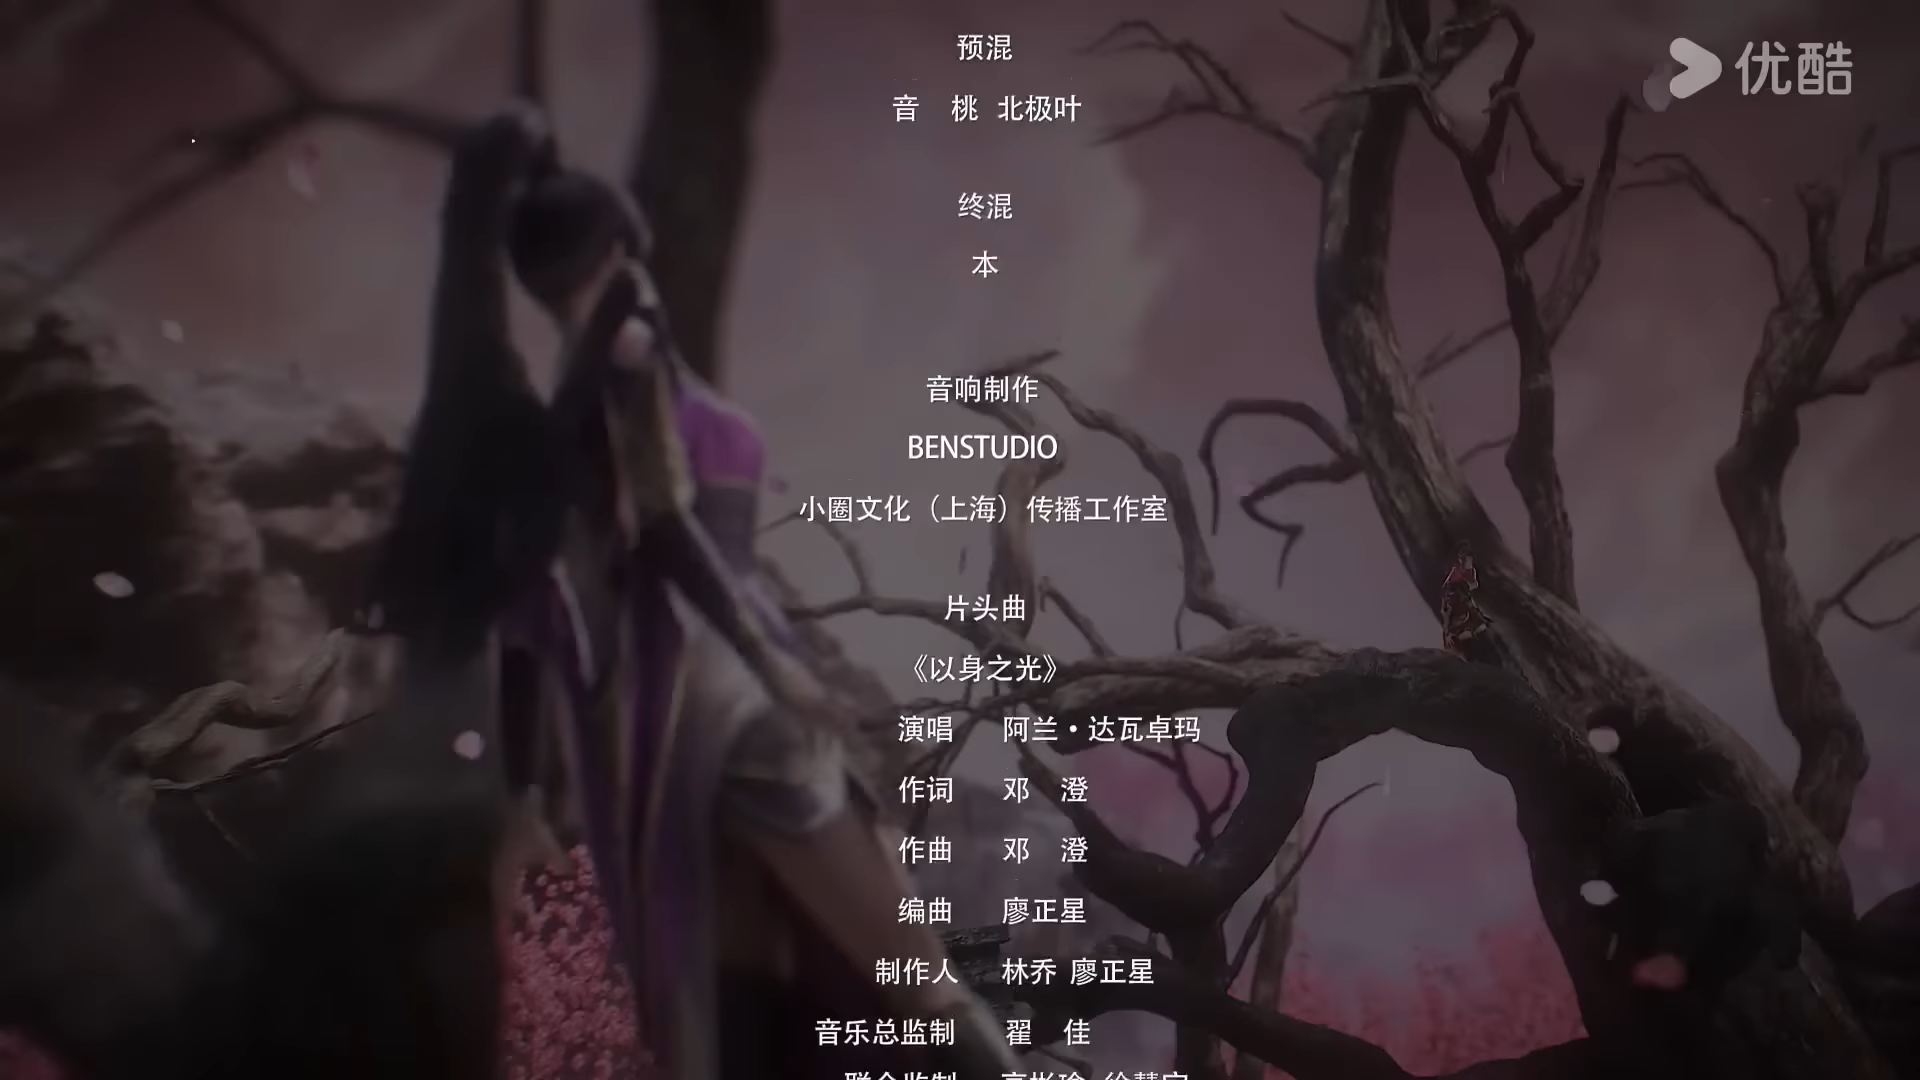 优酷
预混
音　桃 北极叶
终混
本
音响制作
BENSTUDIO
小圈文化（上海）传播工作室
片头曲
《以身之光》
演唱 阿兰·达瓦卓玛
作词 邓　澄
作曲 邓　澄
编曲 廖正星
制作人 林乔 廖正星
音乐总监制 翟　佳